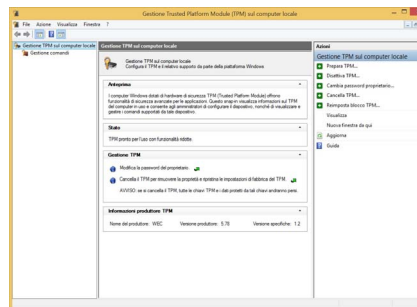 Gestione Trusted Platform Module (TPM) sul computer locale
File Azione Visualizza Finestra ?
Gestione TPM sul computer locale
Gestione comandi
Gestione TPM sul computer locale
Gestione TPM sul computer locale
Configura il TPM e il relativo supporto da parte della piattaforma Windows
Anteprima
I computer Windows dotati di hardware di sicurezza TPM (Trusted Platform Module) offrono
funzionalità di sicurezza avanzate per le applicazioni. Questo snap-in visualizza informazioni sul TPM
del computer in uso e consente agli amministratori di configurare il dispositivo, nonché di visualizzare e
gestire i comandi supportati da tale dispositivo.
Stato
TPM pronto per l'uso con funzionalità ridotte.
Gestione TPM
Modifica la password del proprietario.
Cancella il TPM per rimuovere la proprietà e ripristina le impostazioni di fabbrica del TPM.
AVVISO: se si cancella il TPM, tutte le chiavi TPM e i dati protetti da tali chiavi andranno persi.
Informazioni produttore TPM
Nome del produttore: WEC Versione produttore: 5.78 Versione specifiche: 1.2
Azioni
Gestione TPM sul computer locale
Prepara TPM...
Disattiva TPM...
Cambia password proprietario...
Cancella TPM...
Reimposta blocco TPM...
Visualizza
Nuova finestra da qui
Aggiorna
Guida